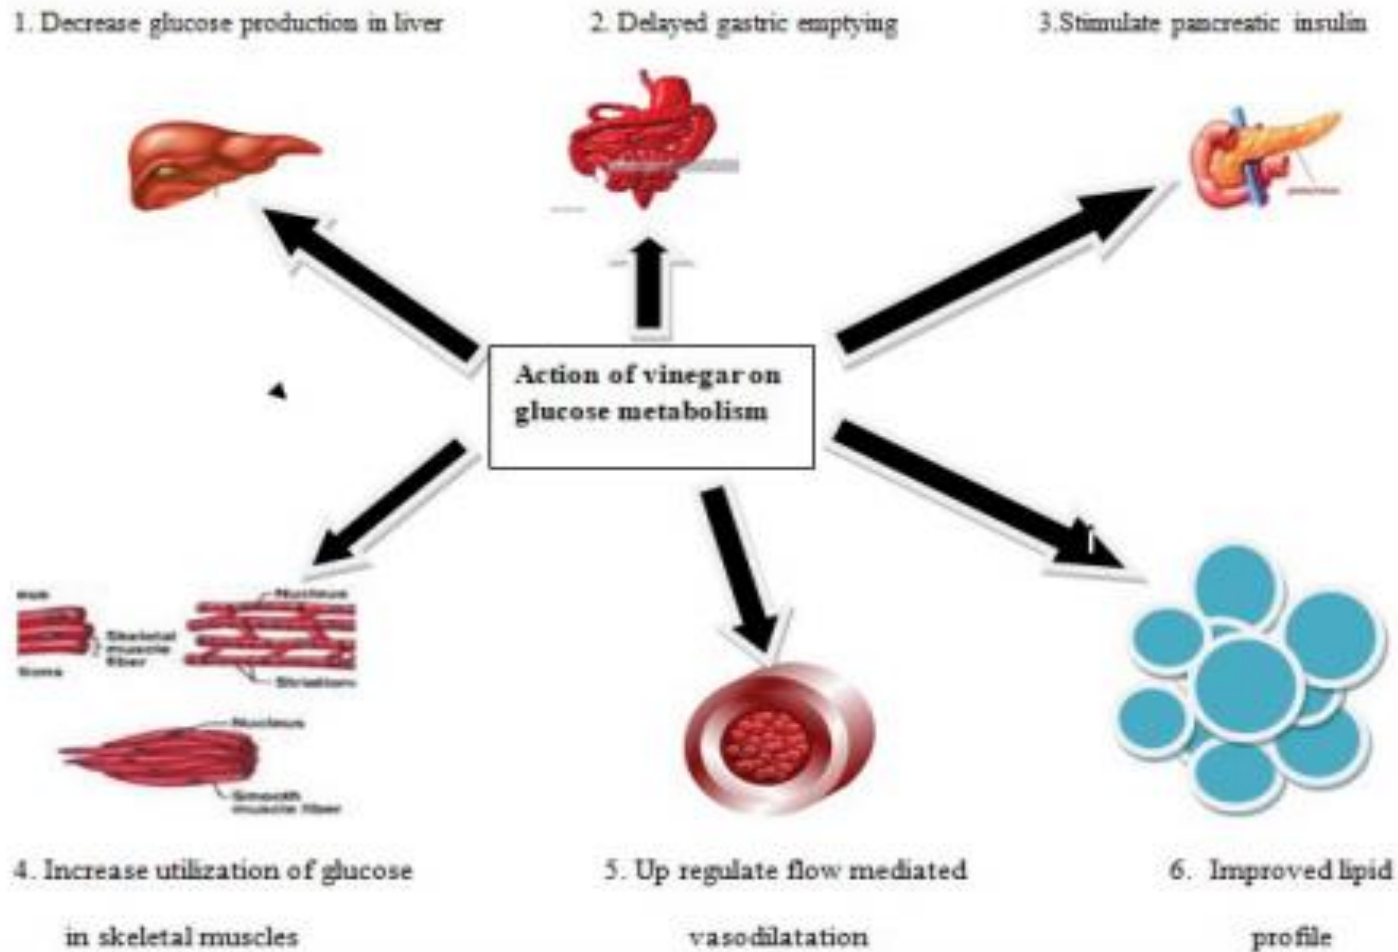 1. Decrease glucose production in liver
2. Delayed gastric emptying
3.Stimulate pancreatic insulin
Action of vinegar on
glucose metabolism
Nucleus
Skeletal
muscle
fiber
Striations
Nucleus
Smooth
muscle fiber
4. Increase utilization of glucose
in skeletal muscles
5. Up regulate flow mediated
vasodilatation
6. Improved lipid
profile